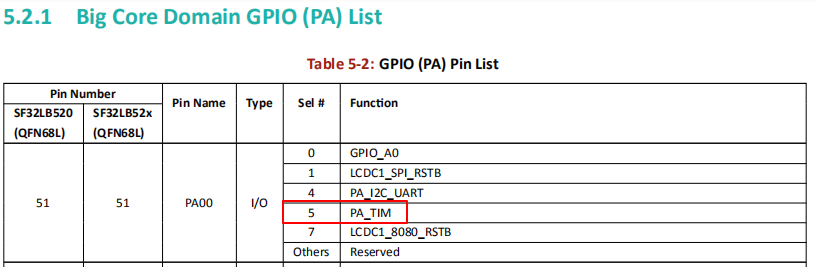 5.2.1 Big Core Domain GPIO (PA) List
Table 5-2: GPIO (PA) Pin List
Pin Number Pin Name Type Sel # Function
SF32LB520 (QFN68L) SF32LB52x (QFN68L)
51 51 PA00 I/O
0 GPIO_A0
1 LCDC1_SPI_RSTB
4 PA_I2C_UART
5 PA_TIM
7 LCDC1_8080_RSTB
Others Reserved